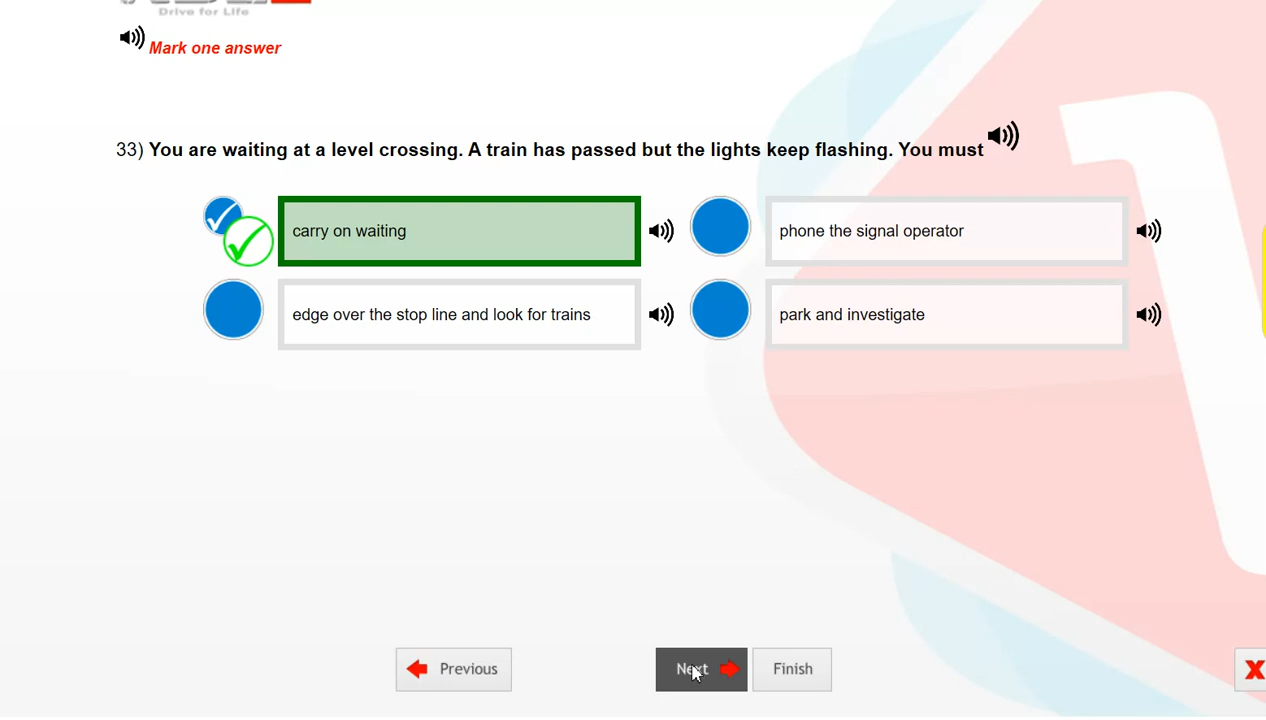 Drive for Life
Mark one answer
33) You are waiting at a level crossing. A train has passed but the lights keep flashing. You must
carry on waiting
phone the signal operator
edge over the stop line and look for trains
park and investigate
Previous
Next
Finish
X